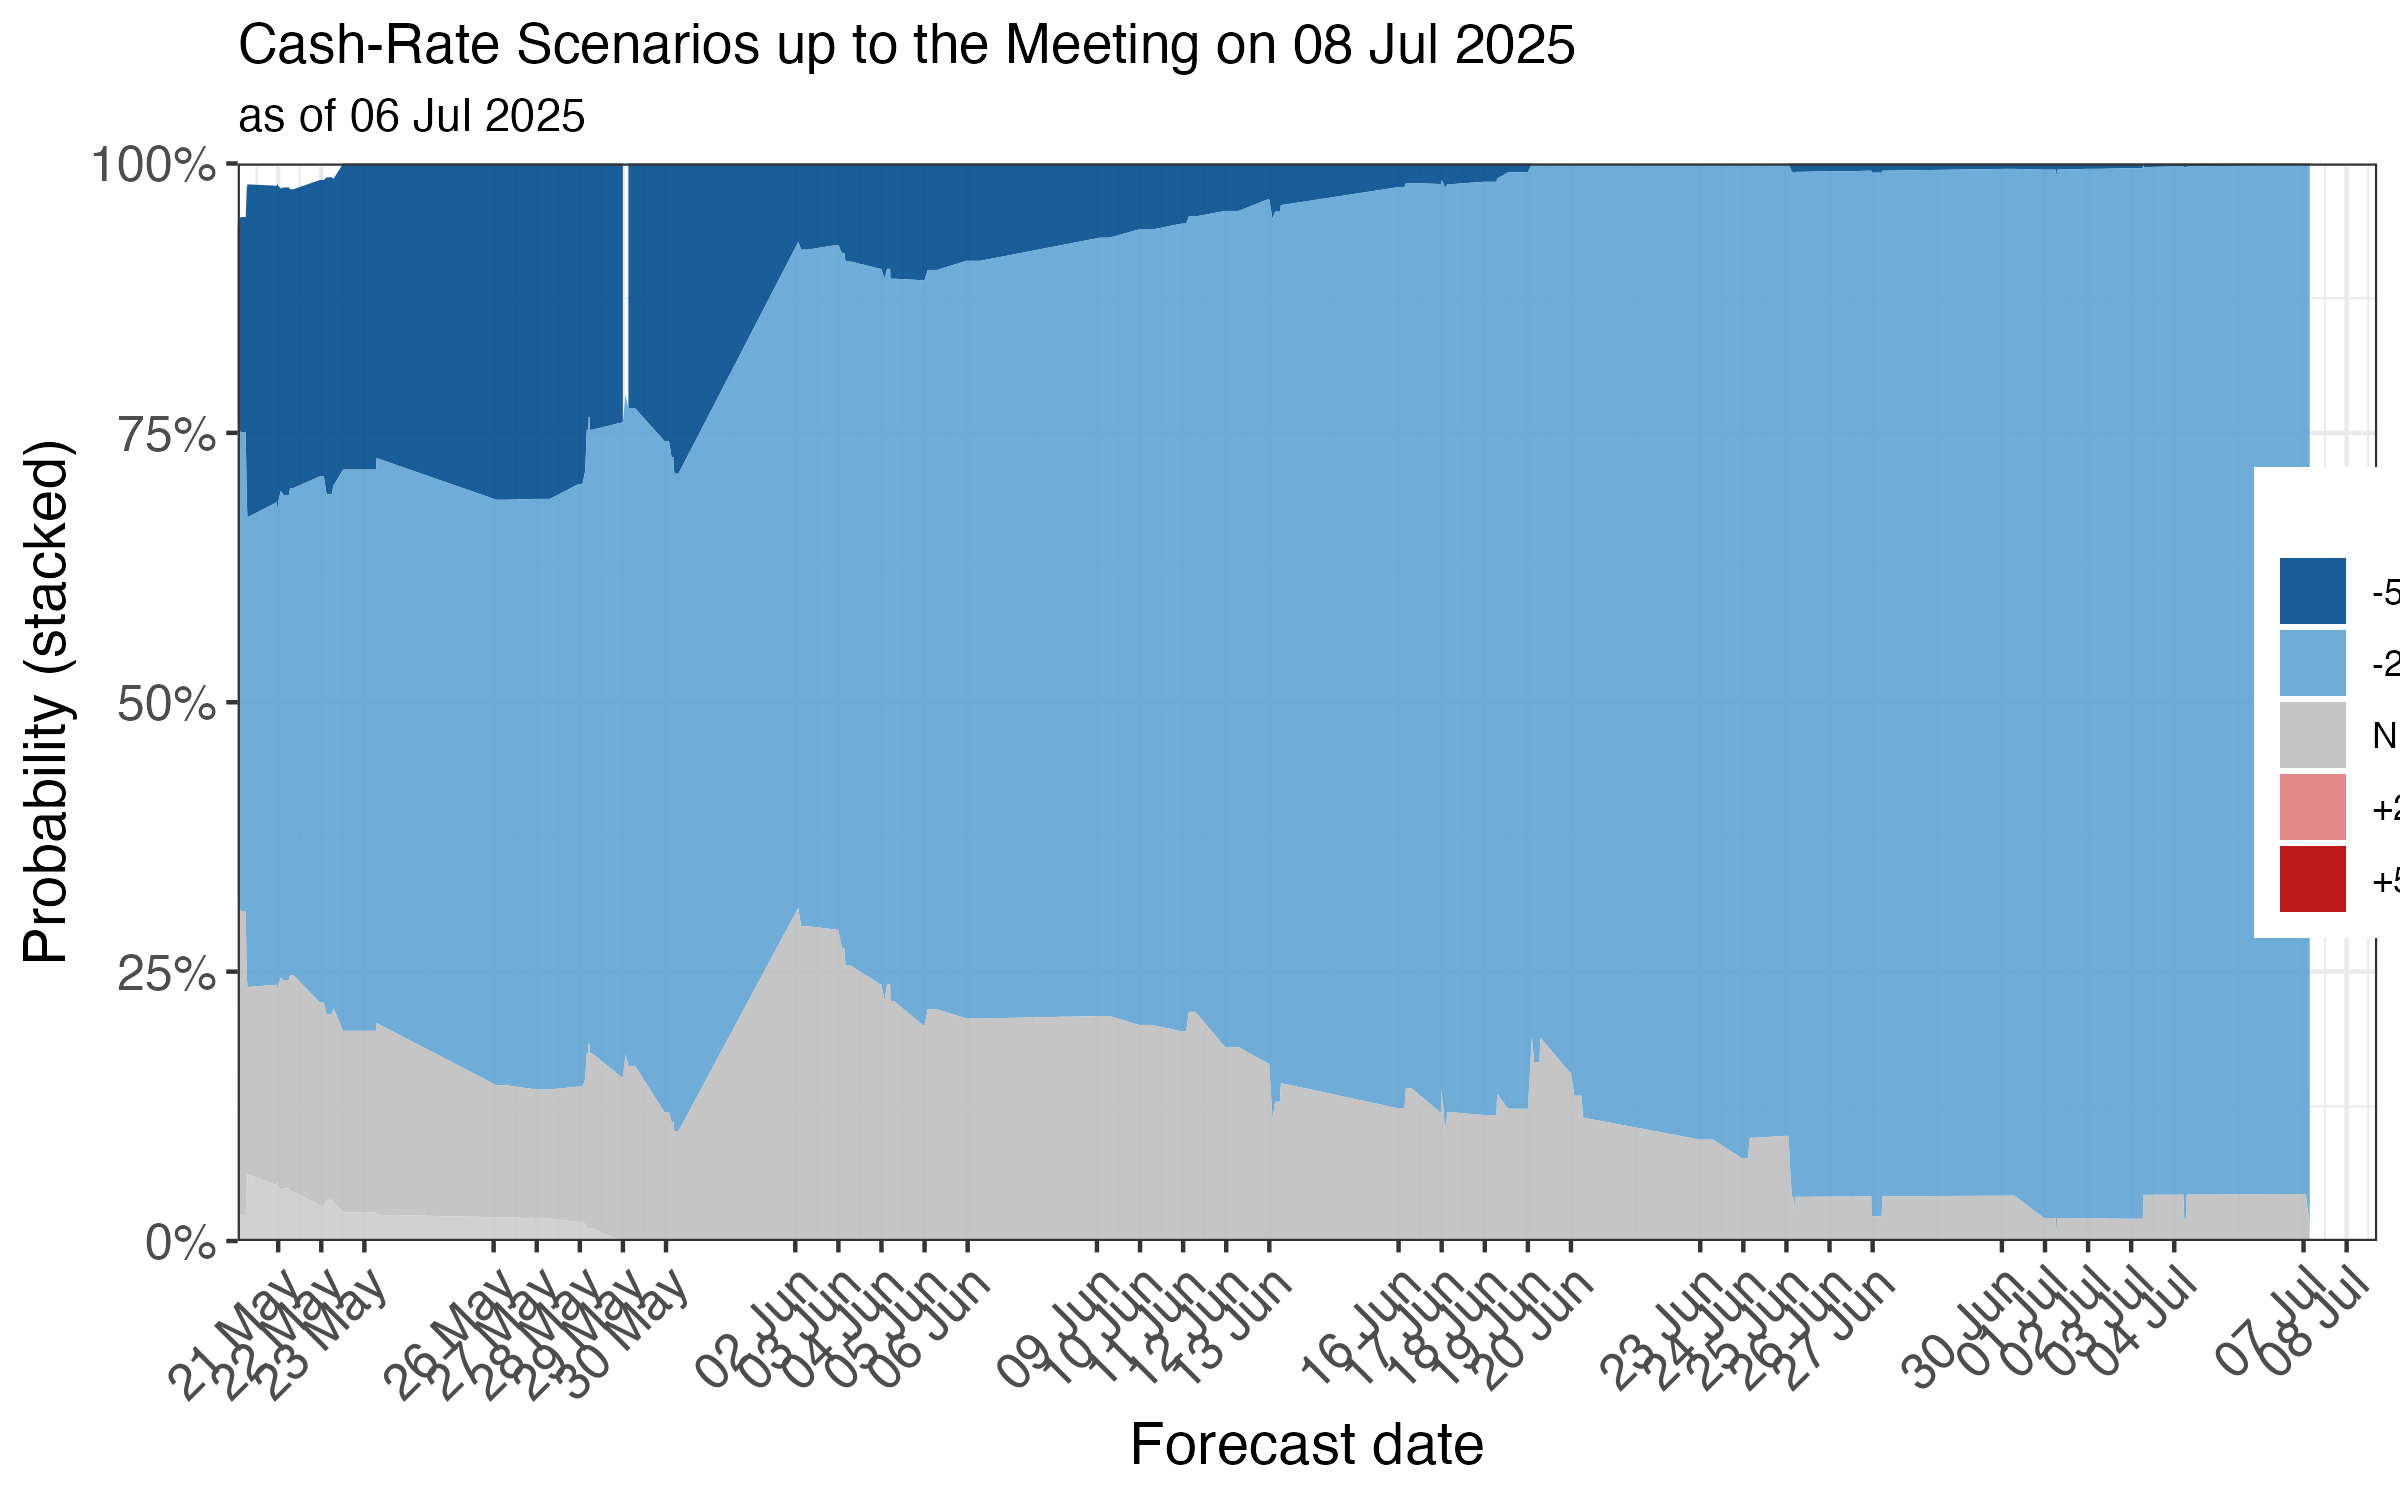 Cash-Rate Scenarios up to the Meeting on 08 Jul 2025
as of 06 Jul 2025
Probability (stacked)
100%
75%
50%
25%
0%
-5
-2
N
+2
+5
21 May
22 May
23 May
26 May
27 May
28 May
29 May
30 May
02 Jun
03 Jun
04 Jun
05 Jun
06 Jun
09 Jun
10 Jun
11 Jun
12 Jun
13 Jun
16 Jun
17 Jun
18 Jun
19 Jun
20 Jun
23 Jun
24 Jun
25 Jun
26 Jun
27 Jun
30 Jun
01 Jul
02 Jul
03 Jul
04 Jul
07 Jul
08 Jul
Forecast date